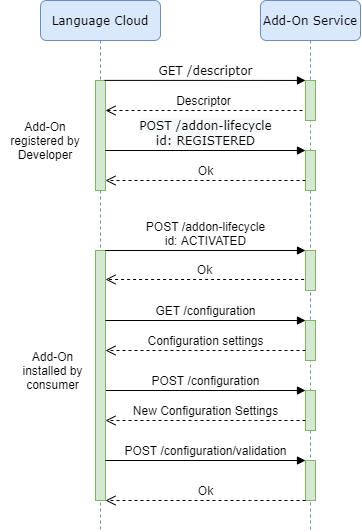 Language Cloud
Add-On Service
GET /descriptor
Descriptor
Add-On
registered by
Developer
POST /addon-lifecycle
id: REGISTERED
Ok
POST /addon-lifecycle
id: ACTIVATED
Ok
GET /configuration
Configuration settings
Add-On
installed by
consumer
POST /configuration
New Configuration Settings
POST /configuration/validation
Ok